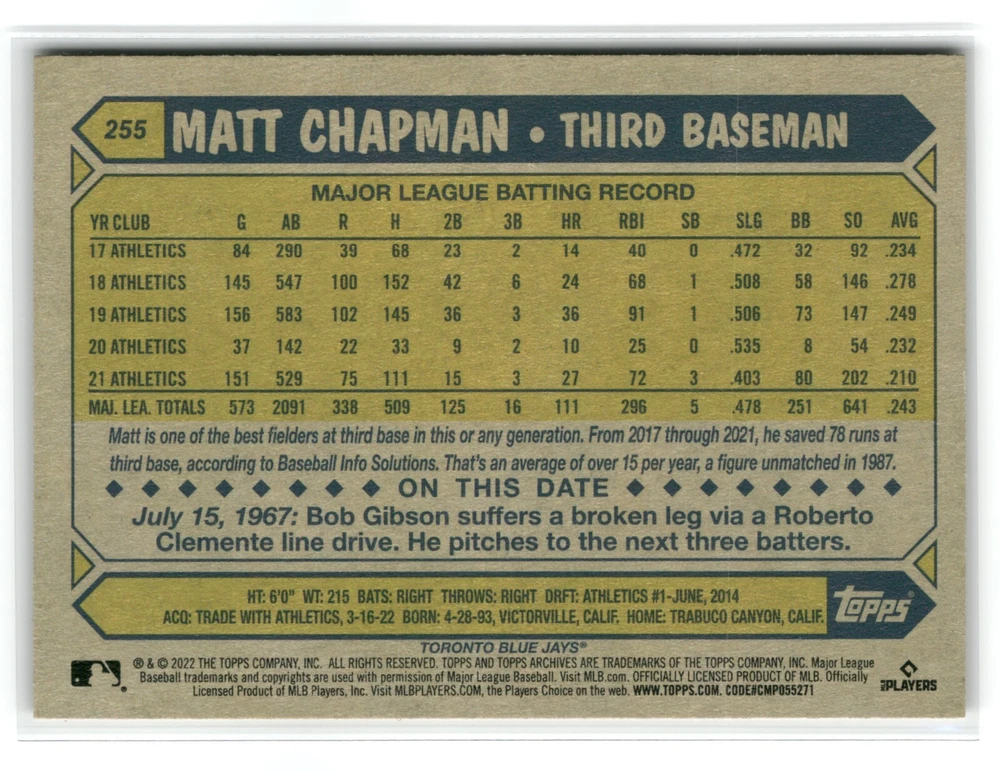 255 MATT CHAPMAN • THIRD BASEMAN
MAJOR LEAGUE BATTING RECORD
YR CLUB G AB R H 2B 3B HR RBI SB SLG BB SO AVG
17 ATHLETICS 84 290 39 68 23 2 14 40 0 .472 32 92 .234
18 ATHLETICS 145 547 100 152 42 6 24 68 1 .508 58 146 .278
19 ATHLETICS 156 583 102 145 36 3 36 91 1 .506 73 147 .249
20 ATHLETICS 37 142 22 33 9 2 10 25 0 .535 8 54 .232
21 ATHLETICS 151 529 75 111 15 3 27 72 3 .403 80 202 .210
MAJ. LEA. TOTALS 573 2091 338 509 125 16 111 296 5 .478 251 641 .243
Matt is one of the best fielders at third base in this or any generation. From 2017 through 2021, he saved 78 runs at
third base, according to Baseball Info Solutions. That's an average of over 15 per year, a figure unmatched in 1987.
◆ ◆ ◆ ◆ ◆ ◆ ◆ ◆ ON THIS DATE ◆ ◆ ◆ ◆ ◆ ◆ ◆ ◆
July 15, 1967: Bob Gibson suffers a broken leg via a Roberto
Clemente line drive. He pitches to the next three batters.
HT: 6'0" WT: 215 BATS: RIGHT THROWS: RIGHT DRFT: ATHLETICS #1-JUNE, 2014
ACQ: TRADE WITH ATHLETICS, 3-16-22 BORN: 4-28-93, VICTORVILLE, CALIF. HOME: TRABUCO CANYON, CALIF.
topps®
TORONTO BLUE JAYS®
® & © 2022 THE TOPPS COMPANY, INC. ALL RIGHTS RESERVED. TOPPS AND TOPPS ARCHIVES ARE TRADEMARKS OF THE TOPPS COMPANY, INC. Major League
Baseball trademarks and copyrights are used with permission of Major League Baseball. Visit MLB.com. OFFICIALLY LICENSED PRODUCT OF MLB. Officially
Licensed Product of MLB Players, Inc. Visit MLBPLAYERS.COM, the Players Choice on the web. WWW.TOPPS.COM. CODE#CMP055271
MLB PLAYERS